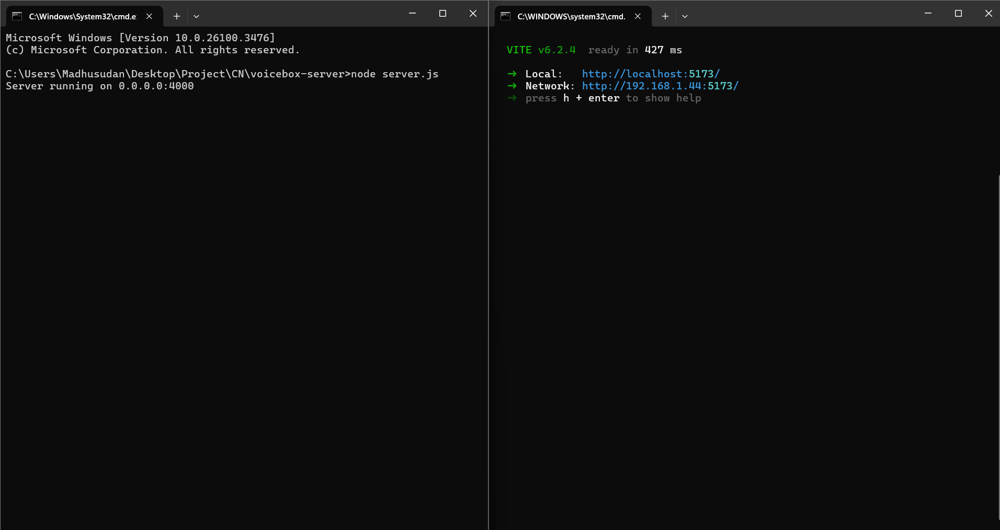 C:\Windows\System32\cmd.e
Microsoft Windows [Version 10.0.26100.3476]
(c) Microsoft Corporation. All rights reserved.
C:\Users\Madhusudan\Desktop\Project\CN\voicebox-server>node server.js
Server running on 0.0.0.0:4000
C:\WINDOWS\system32\cmd.
VITE v6.2.4  ready in 427 ms
➜ Local:   http://localhost:5173/
➜ Network: http://192.168.1.44:5173/
➜ press h + enter to show help